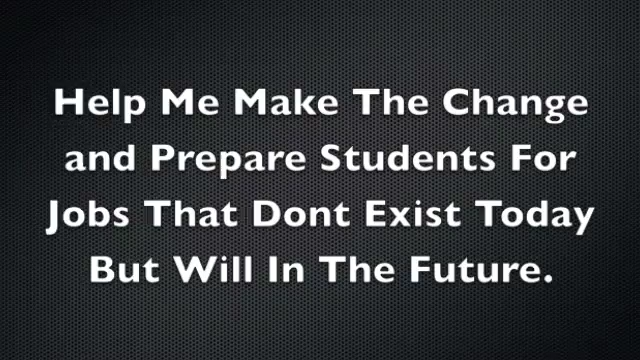 Help Me Make The Change
and Prepare Students For
Jobs That Dont Exist Today
But Will In The Future.